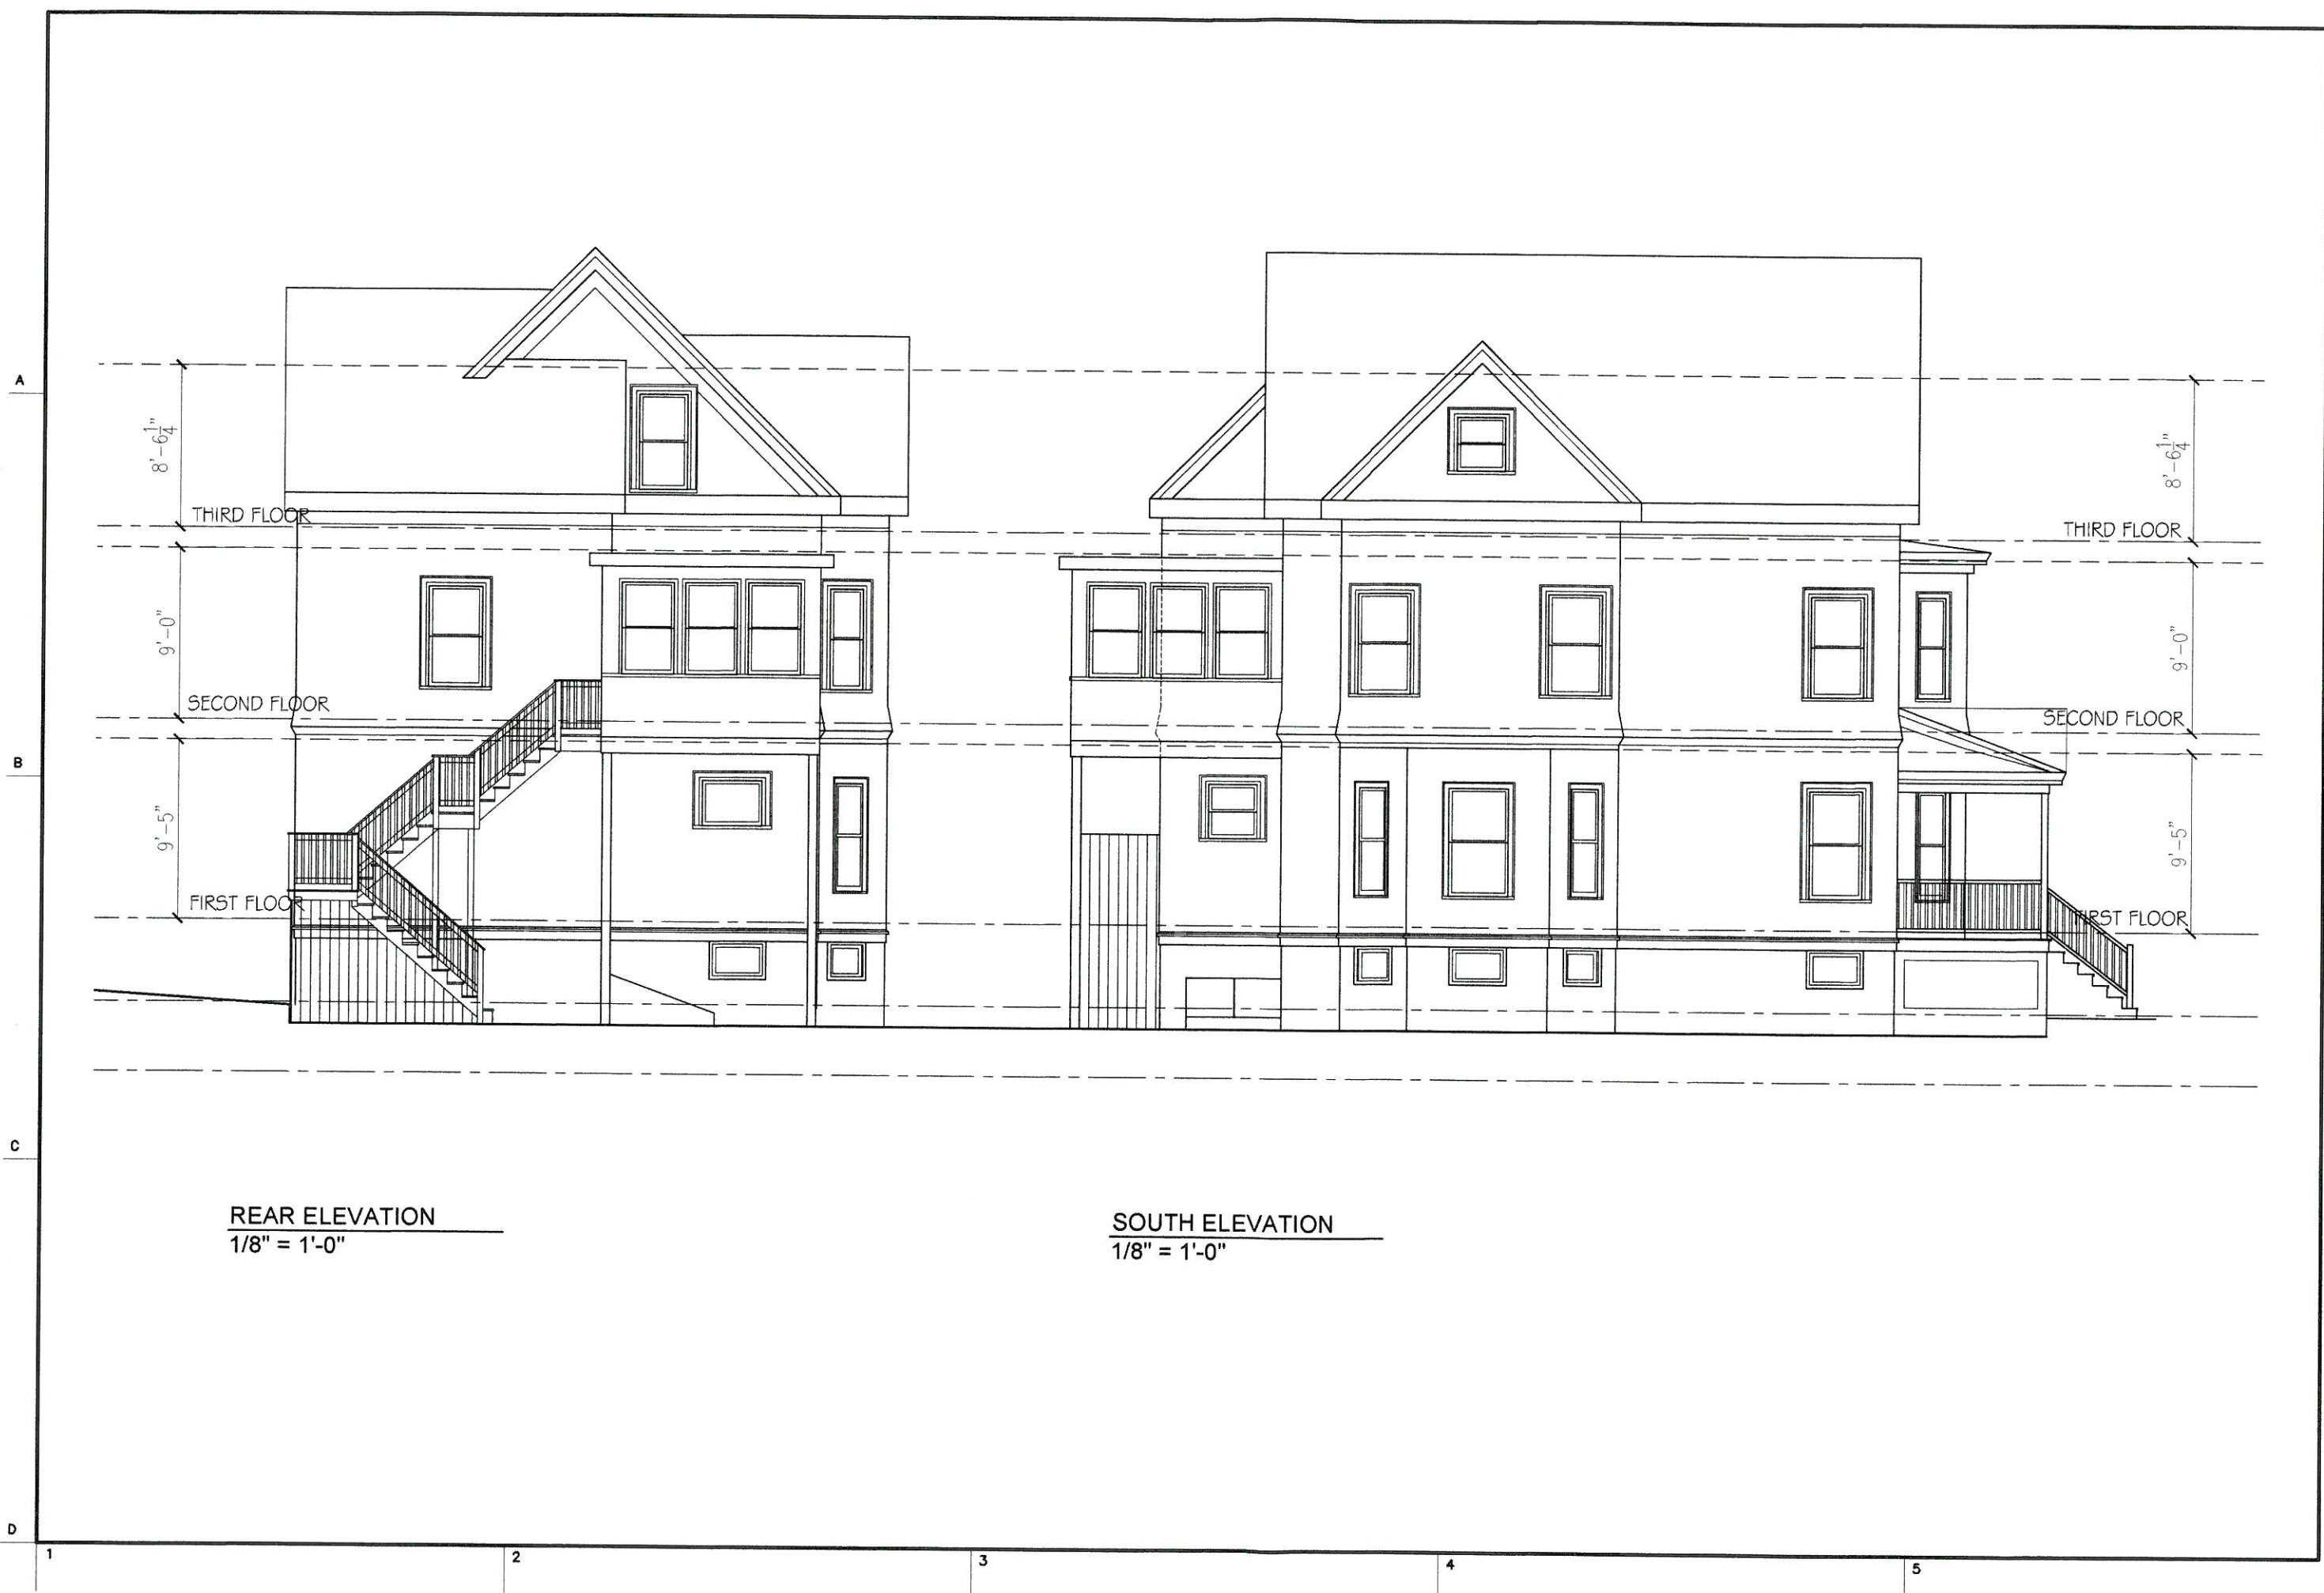 A
B
C
D
8'-6 1/4"
THIRD FLOOR
9'-0"
SECOND FLOOR
9'-5"
FIRST FLOOR
8'-6 1/4"
THIRD FLOOR
9'-0"
SECOND FLOOR
9'-5"
FIRST FLOOR
REAR ELEVATION
1/8" = 1'-0"
SOUTH ELEVATION
1/8" = 1'-0"
1
2
3
4
5